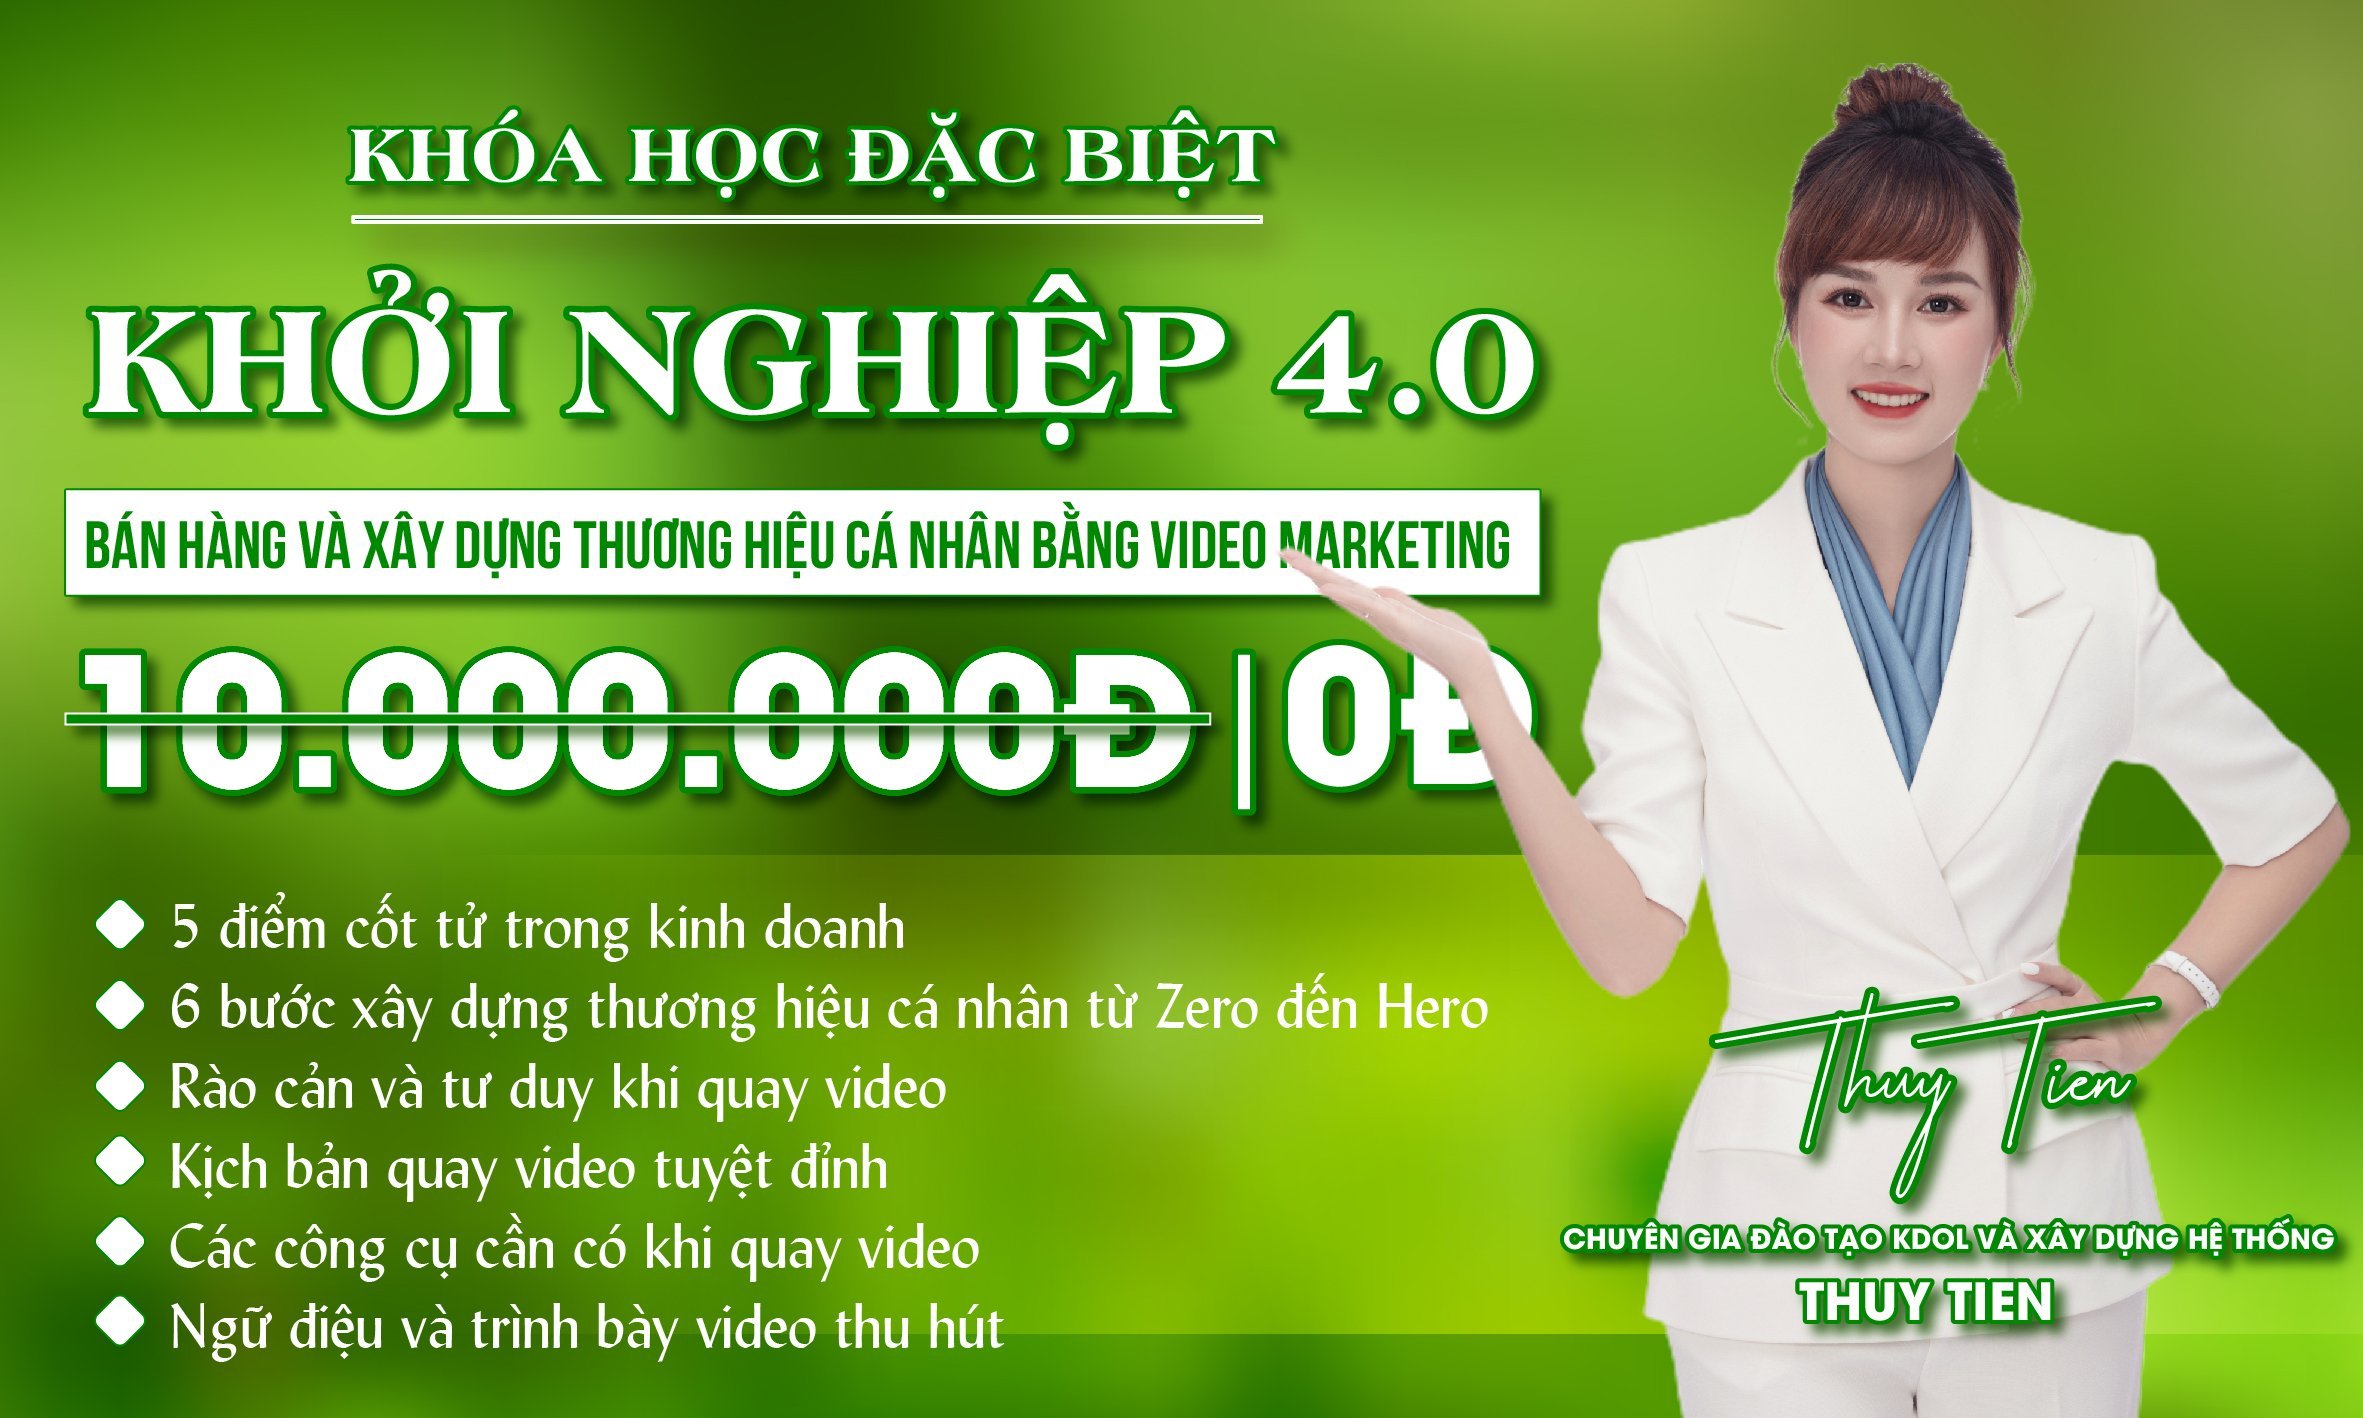 KHÓA HỌC ĐẶC BIỆT
KHỞI NGHIỆP 4.0
BÁN HÀNG VÀ XÂY DỰNG THƯƠNG HIỆU CÁ NHÂN BẰNG VIDEO MARKETING
10.000.000Đ | 0Đ
5 điểm cốt tử trong kinh doanh
6 bước xây dựng thương hiệu cá nhân từ Zero đến Hero
Rào cản và tư duy khi quay video
Kịch bản quay video tuyệt đỉnh
Các công cụ cần có khi quay video
Ngữ điệu và trình bày video thu hút
Thuy Tien
CHUYÊN GIA ĐÀO TẠO KDOL VÀ XÂY DỰNG HỆ THỐNG
THUY TIEN